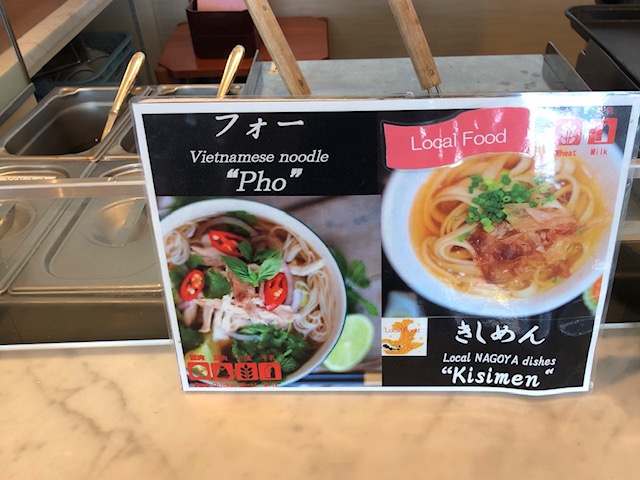 フォー
Vietnamese noodle
“Pho”
Local Food
Wheat
Milk
きしめん
Local NAGOYA dishes
“Kisimen“